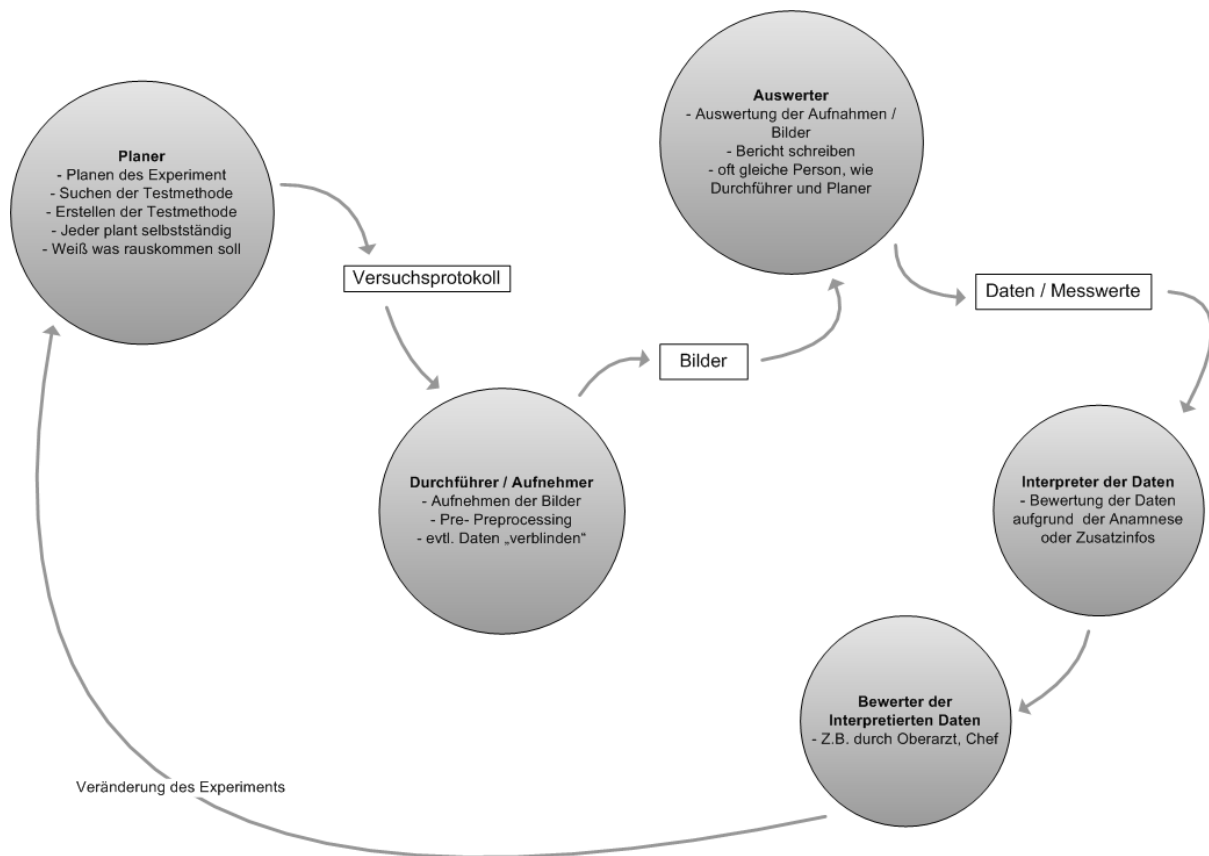 Planer
- Planen des Experiment
- Suchen der Testmethode
- Erstellen der Testmethode
- Jeder plant selbstständig
- Weiß was rauskommen soll
Versuchsprotokoll
Durchführer / Aufnehmer
- Aufnehmen der Bilder
- Pre- Preprocessing
- evtl. Daten „verblinden“
Bilder
Auswerter
- Auswertung der Aufnahmen /
Bilder
- Bericht schreiben
- oft gleiche Person, wie
Durchführer und Planer
Daten / Messwerte
Interpreter der Daten
- Bewertung der Daten
aufgrund der Anamnese
oder Zusatzinfos
Bewerter der
Interpretierten Daten
- Z.B. durch Oberarzt, Chef
Veränderung des Experiments